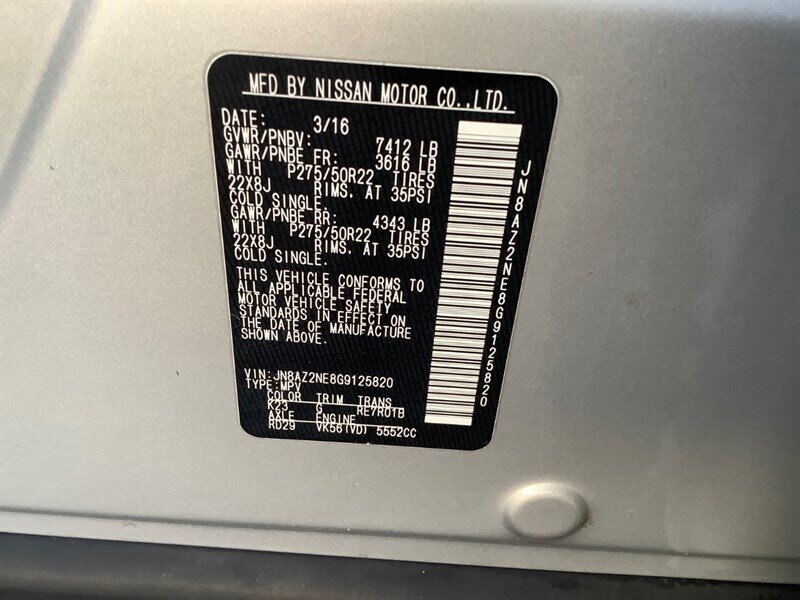 MFD BY NISSAN MOTOR CO.,LTD.
DATE: 3/16
GVWR/PNBV: 7412 LB
GAWR/PNBE FR: 3616 LB
WITH P275/50R22 TIRES
22X8J RIMS. AT 35PSI
COLD SINGLE.
GAWR/PNBE RR: 4343 LB
WITH P275/50R22 TIRES
22X8J RIMS. AT 35PSI
COLD SINGLE.
THIS VEHICLE CONFORMS TO
ALL APPLICABLE FEDERAL
MOTOR VEHICLE SAFETY
STANDARDS IN EFFECT ON
THE DATE OF MANUFACTURE
SHOWN ABOVE.
VIN: JN8AZ2NE8G9125820
TYPE: MPV
COLOR TRIM TRANS
K23 G RE7R01B
AXLE ENGINE
RD29 VK56(VD) 5552CC
JN8AZ2NE8G9125820